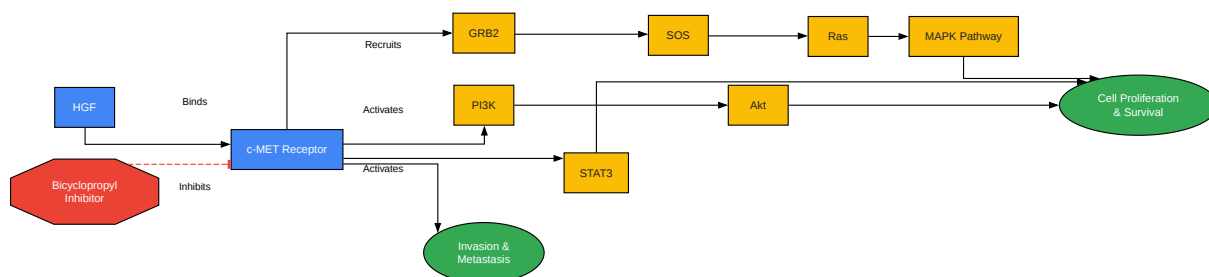 GRB2
SOS
Ras
MAPK Pathway
Recruits
HGF
Binds
Activates
PI3K
Akt
Cell Proliferation
& Survival
c-MET Receptor
Activates
STAT3
Bicyclopropyl
Inhibitor
Inhibits
Invasion &
Metastasis